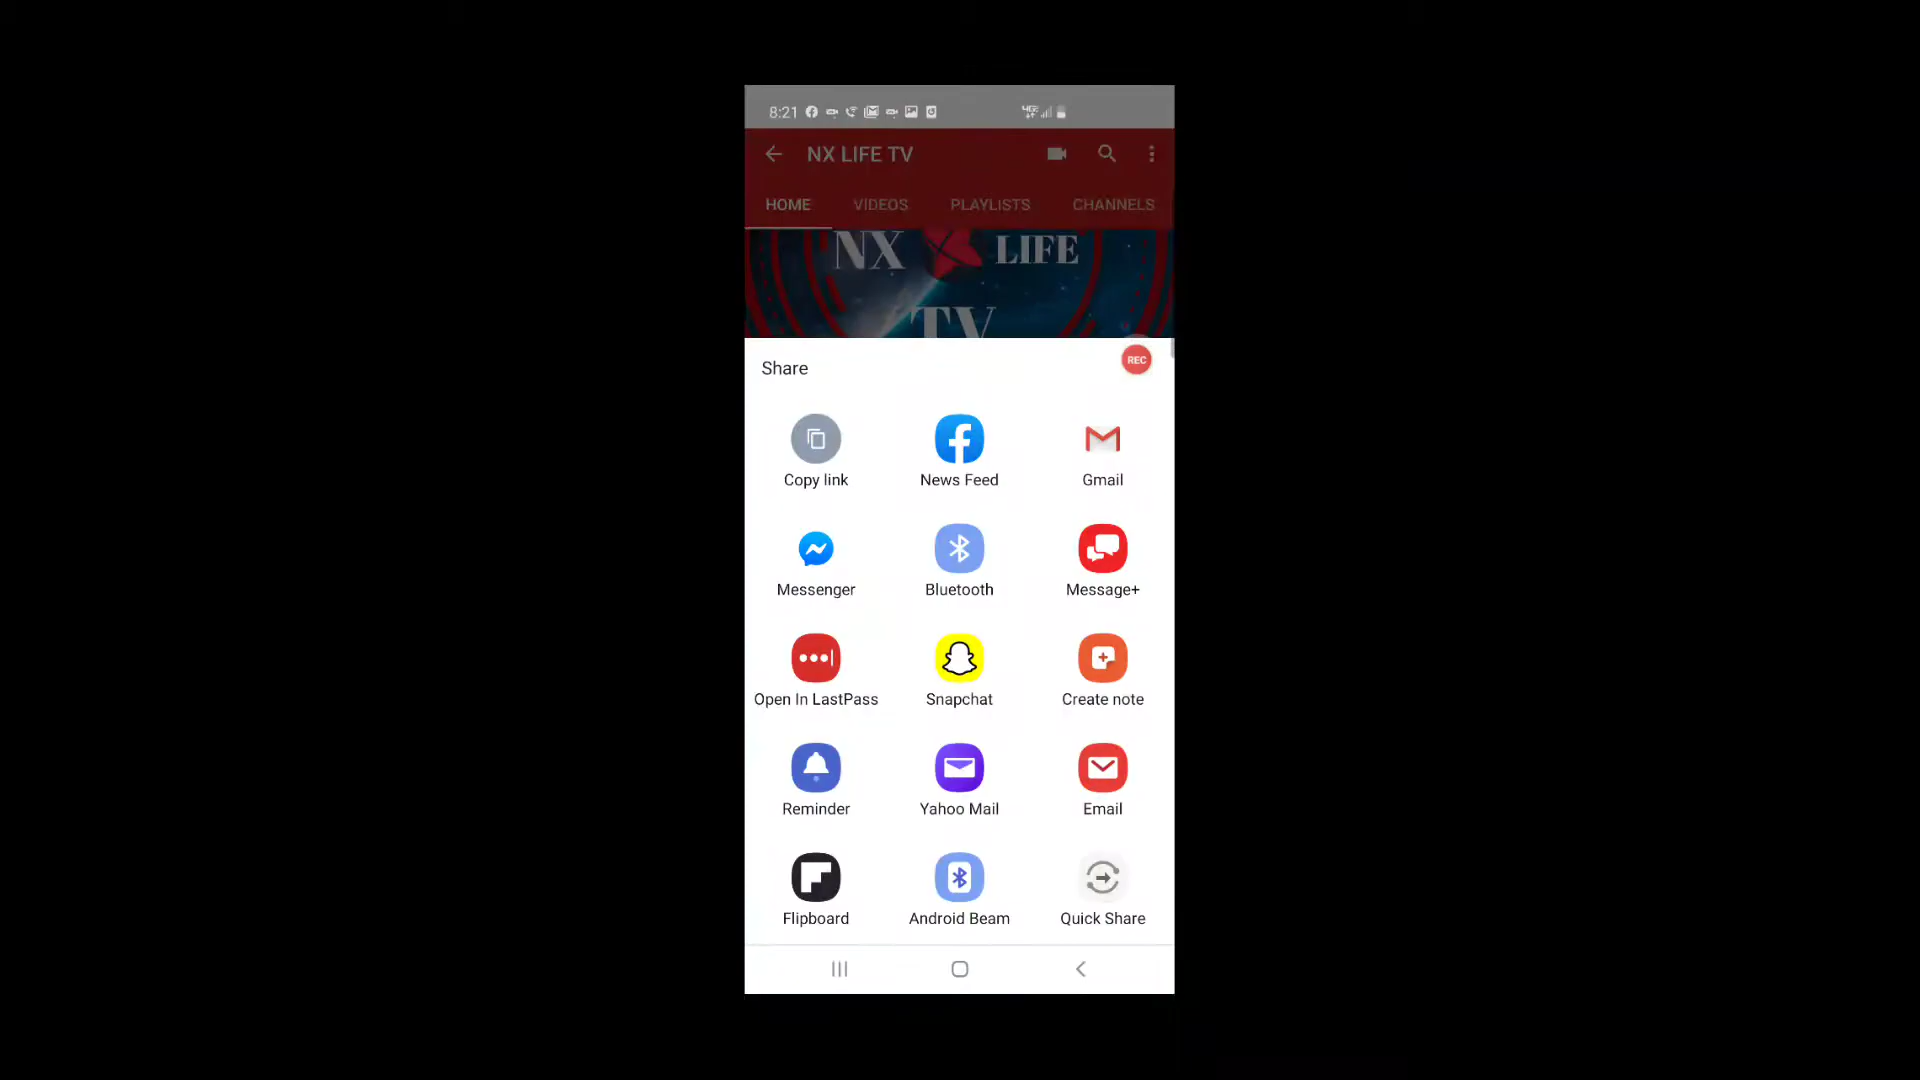 8:21
NX LIFE TV
HOME VIDEOS PLAYLISTS CHANNELS
NX LIFE
TV
Share
REC
Copy link News Feed Gmail
Messenger Bluetooth Message+
Open In LastPass Snapchat Create note
Reminder Yahoo Mail Email
Flipboard Android Beam Quick Share